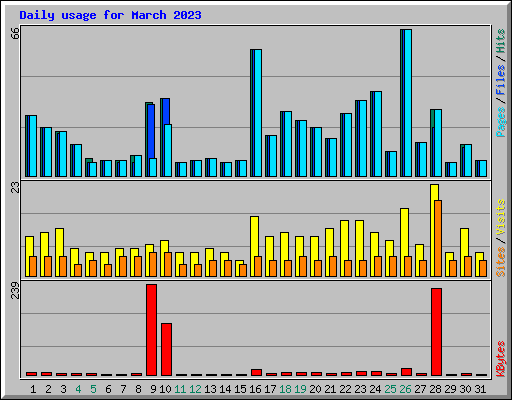 Daily usage for March 2023
66
Pages / Files / Hits
23
Sites / Visits
239
KBytes
1 2 3 4 5 6 7 8 9 10 11 12 13 14 15 16 17 18 19 20 21 22 23 24 25 26 27 28 29 30 31